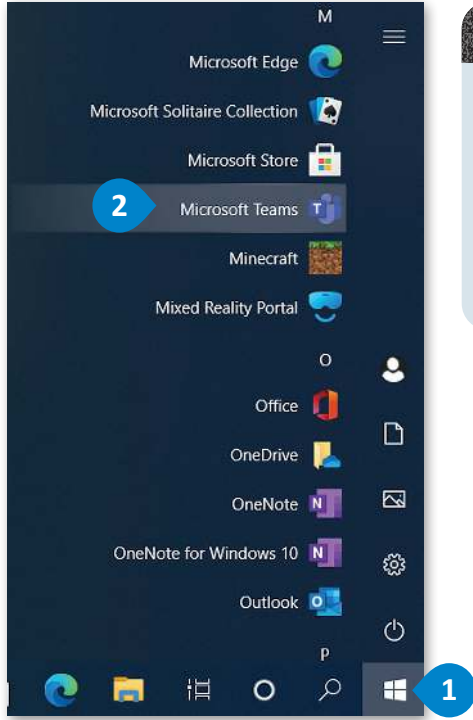 M
Microsoft Edge
Microsoft Solitaire Collection
Microsoft Store
2
Microsoft Teams
Minecraft
Mixed Reality Portal
O
Office
OneDrive
OneNote
OneNote for Windows 10
Outlook
P
1